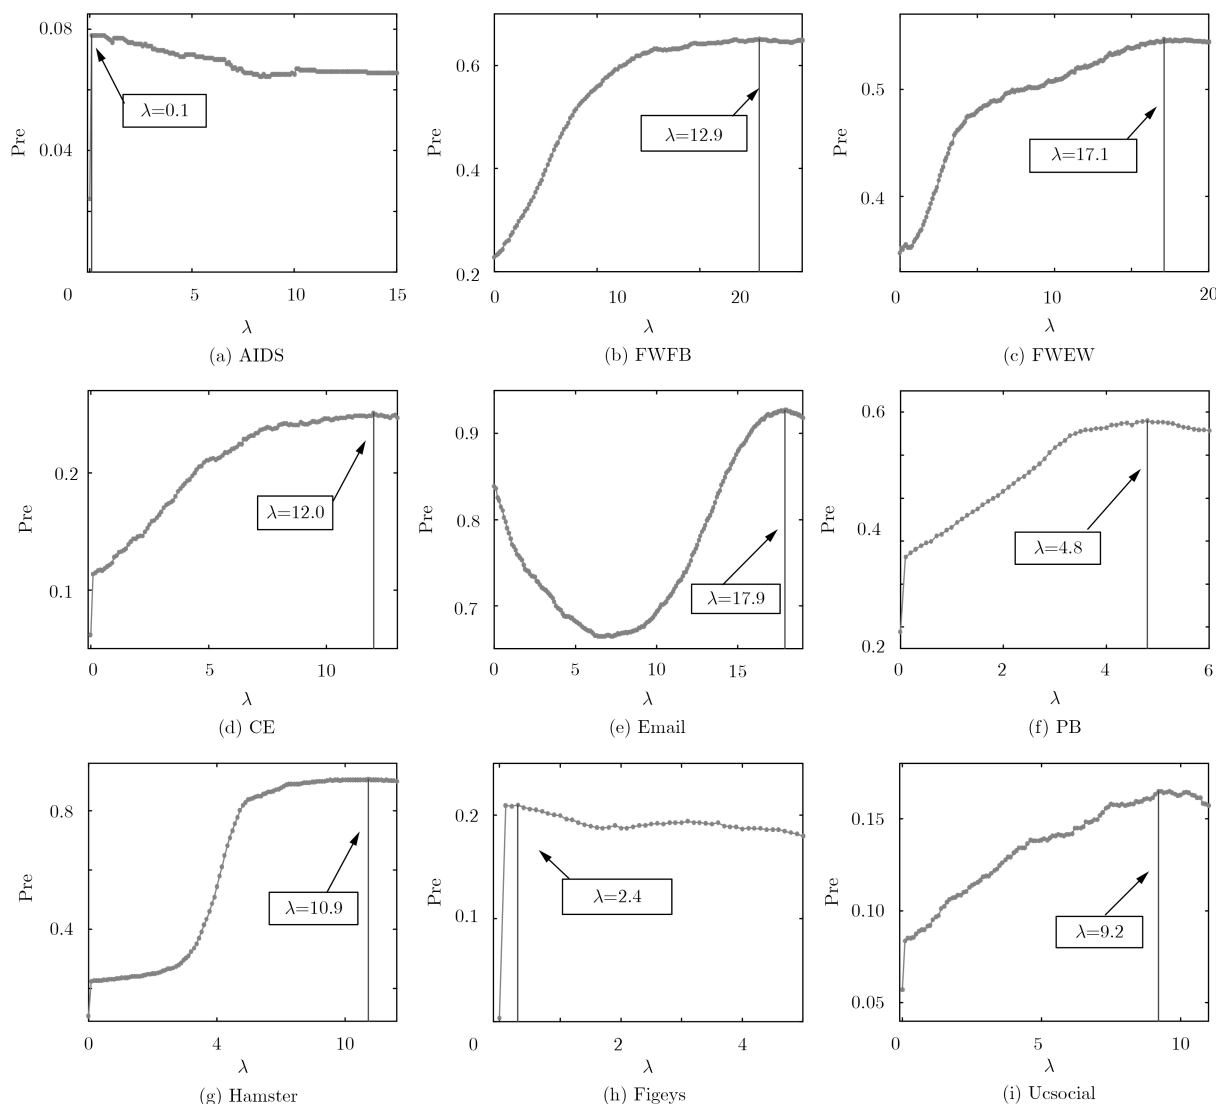 0.08
0.04
Pre
λ=0.1
0 5 10 15
λ
(a) AIDS
0.6
0.4
0.2
Pre
λ=12.9
0 10 20
λ
(b) FWFB
0.5
0.4
Pre
λ=17.1
0 10 20
λ
(c) FWEW
0.2
0.1
Pre
λ=12.0
0 5 10
λ
(d) CE
0.9
0.8
0.7
Pre
λ=17.9
0 5 10 15
λ
(e) Email
0.6
0.4
0.2
Pre
λ=4.8
0 2 4 6
λ
(f) PB
0.8
0.4
Pre
λ=10.9
0 4 10
λ
(g) Hamster
0.2
0.1
Pre
λ=2.4
0 2 4
λ
(h) Figeys
0.15
0.10
0.05
Pre
λ=9.2
0 5 10
λ
(i) Ucsocial